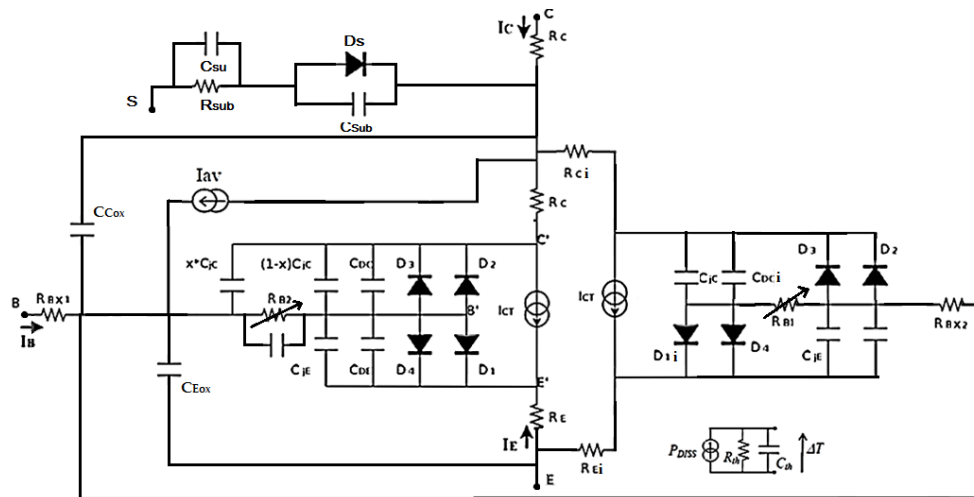 C
IC
RC
Ds
Csu
S
Rsub
CSub
Rci
Iav
RC
CCox
C'
x*CjC
(1-x)CjC
CDC
D3
D2
CjC
CDCi
D3
D2
B
RBX1
RB2
B'
ICT
ICT
RB1
RBX2
IB
CjE
CDE
D4
D1
D1i
D4
CjE
CEox
E'
RE
IE
REi
PDISS
Rth
Cth
ΔT
E